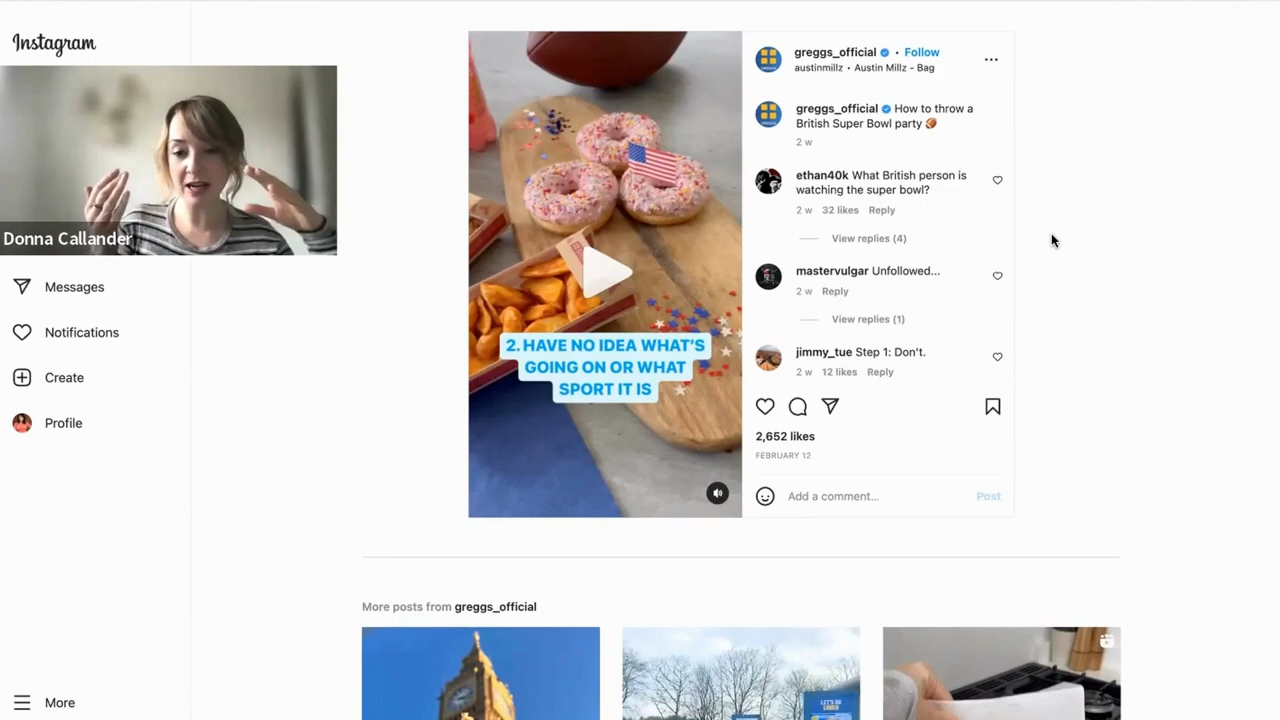 Instagram
Donna Callander
Messages
Notifications
Create
Profile
More
2. HAVE NO IDEA WHAT'S
GOING ON OR WHAT
SPORT IT IS
greggs_official • Follow
austinmillz • Austin Millz - Bag
greggs_official How to throw a
British Super Bowl party 🏈
2 w
ethan40k What British person is
watching the super bowl?
2 w 32 likes Reply
View replies (4)
mastervulgar Unfollowed...
2 w Reply
View replies (1)
jimmy_tue Step 1: Don't.
2 w 12 likes Reply
2,652 likes
FEBRUARY 12
Add a comment... Post
More posts from greggs_official
LET'S DO
LUNCH